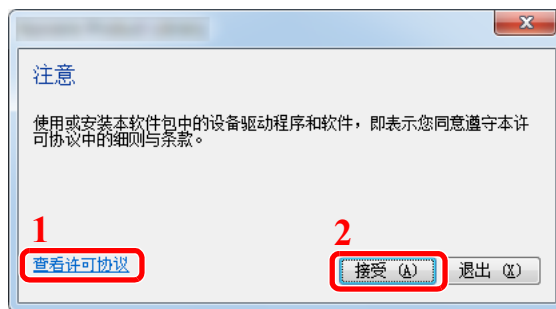 注意
使用或安装本软件包中的设备驱动程序和软件，即表示您同意遵守本许
可协议中的细则与条款。
1
2
查看许可协议
接受 (A)
退出 (X)